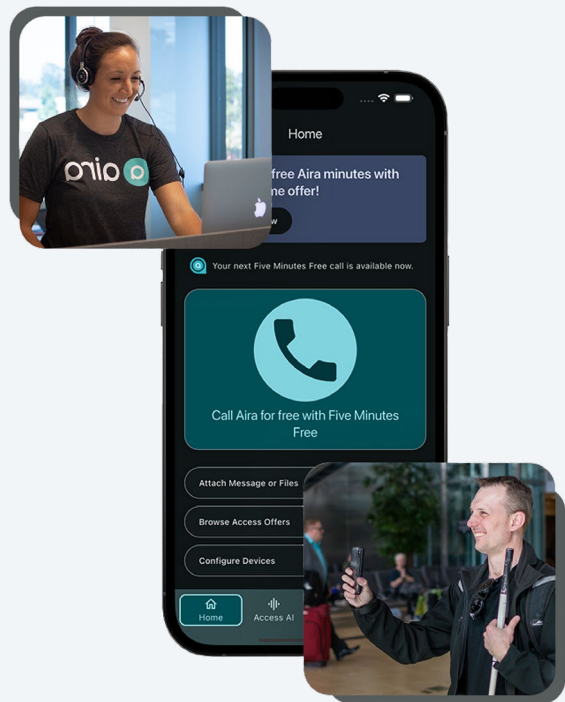 aira
Home
free Aira minutes with
me offer!
w
Your next Five Minutes Free call is available now.
Call Aira for free with Five Minutes
Free
Attach Message or Files
Browse Access Offers
Configure Devices
Home
Access AI